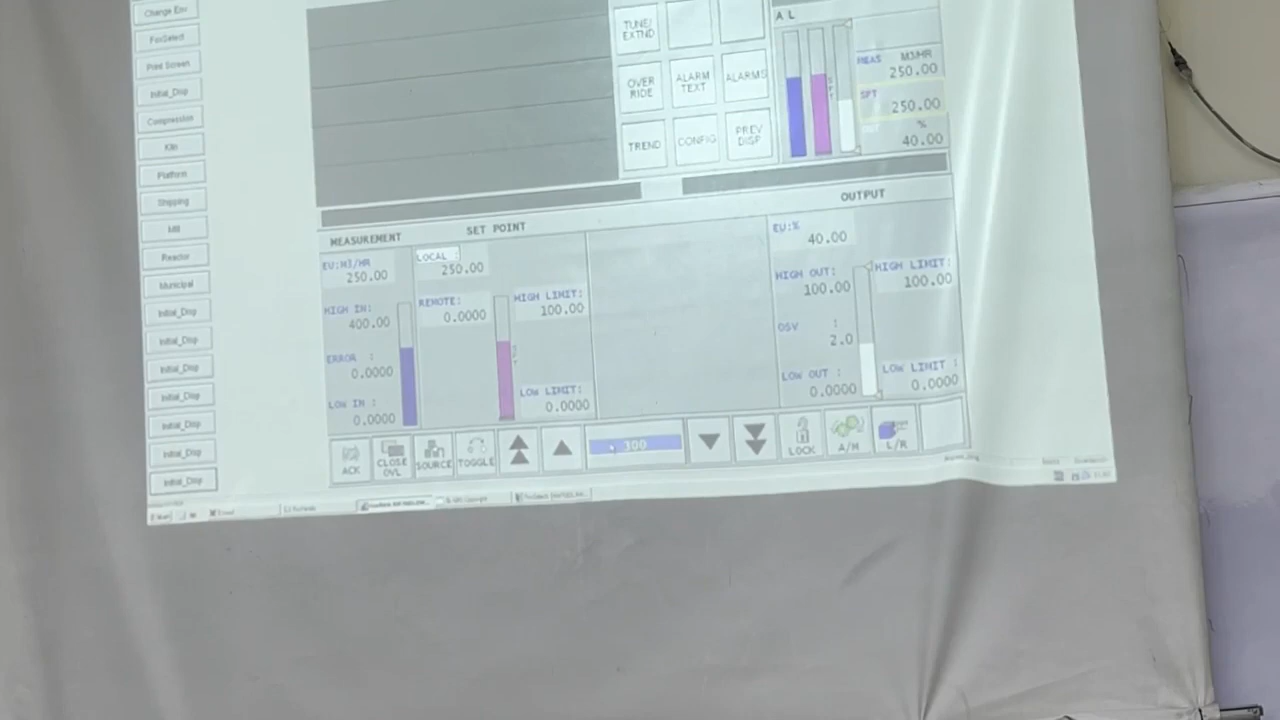 Change Env
FoxSelect
Print Screen
Initial_Disp
Compression
Kiln
Platform
Shipping
Mill
Reactor
Municipal
Initial_Disp
Initial_Disp
Initial_Disp
Initial_Disp
Initial_Disp
Initial_Disp
Initial_Disp
TUNE/
EXTND
OVER
RIDE
ALARM
TEXT
ALARMS
TREND
CONFIG
PREV
DISP
A L
MEAS M3/HR
250.00
SPT
250.00
OUT %
40.00
MEASUREMENT
SET POINT
OUTPUT
EU:M3/HR
250.00
HIGH IN:
400.00
ERROR :
0.0000
LOW IN :
0.0000
LOCAL :
250.00
REMOTE:
0.0000
HIGH LIMIT:
100.00
LOW LIMIT:
0.0000
EU:%
40.00
HIGH OUT:
100.00
OSV :
2.0
LOW OUT :
0.0000
HIGH LIMIT:
100.00
LOW LIMIT :
0.0000
ACK
CLOSE
OVL
SOURCE
TOGGLE
300
LOCK
A/M
L/R